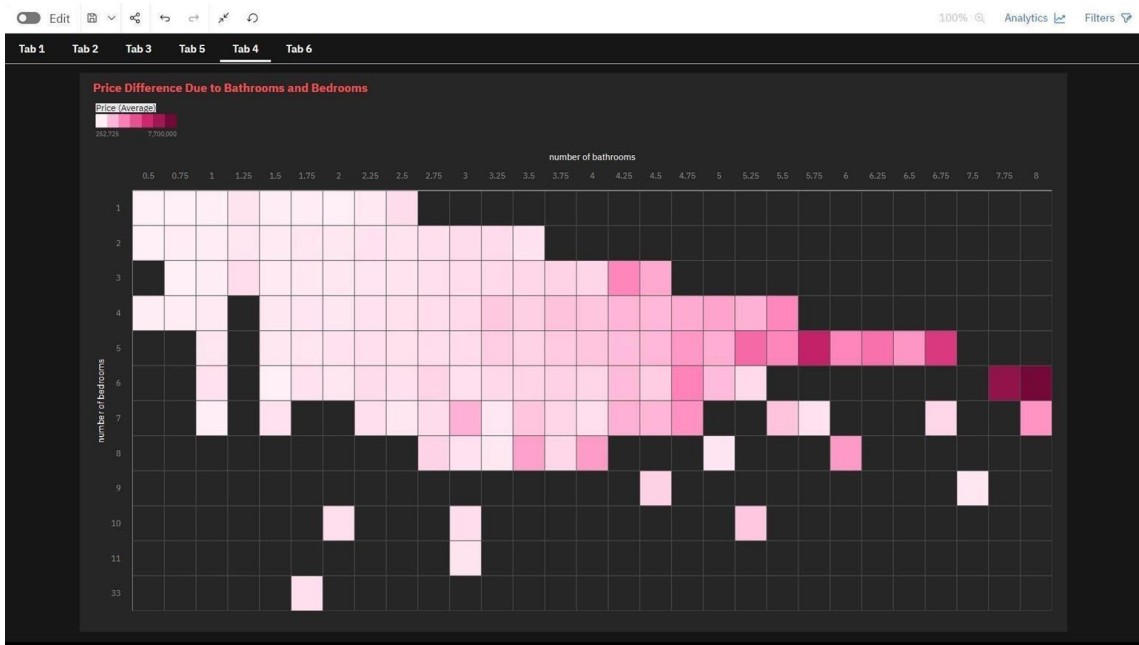 Edit 100% Analytics Filters
Tab 1 Tab 2 Tab 3 Tab 5 Tab 4 Tab 6
Price Difference Due to Bathrooms and Bedrooms
Price (Average)
252,725 7,700,000
number of bathrooms
0.5 0.75 1 1.25 1.5 1.75 2 2.25 2.5 2.75 3 3.25 3.5 3.75 4 4.25 4.5 4.75 5 5.25 5.5 5.75 6 6.25 6.5 6.75 7.5 7.75 8
number of bedrooms
1
2
3
4
5
6
7
8
9
10
11
33